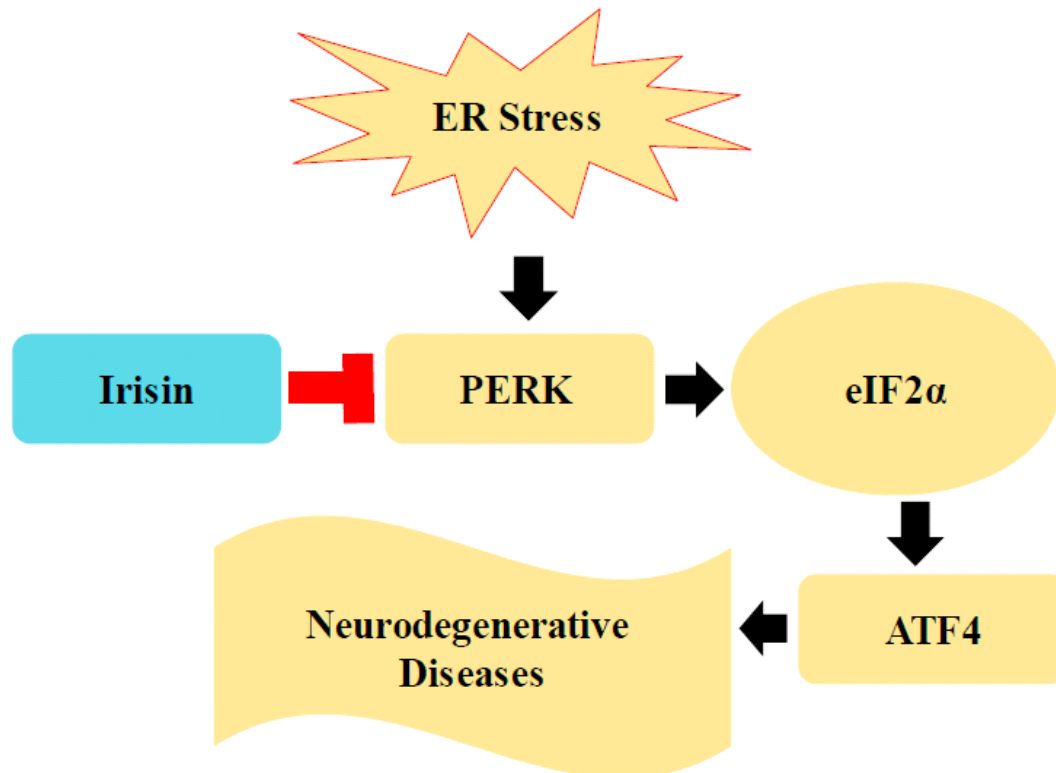 ER Stress
Irisin
PERK
eIF2α
Neurodegenerative
Diseases
ATF4